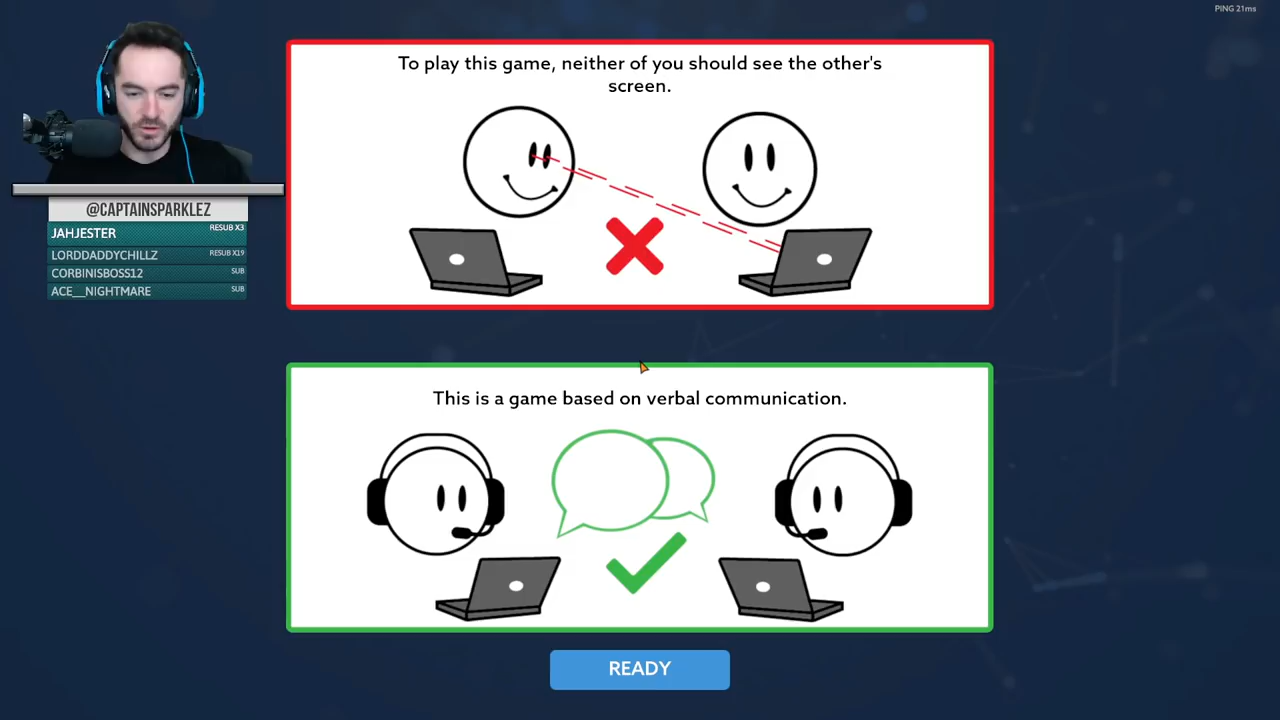 PING 21ms
To play this game, neither of you should see the other's
screen.
@CAPTAINSPARKLEZ
JAHJESTER RESUB X3
LORDDADDYCHILLZ RESUB X19
CORBINISBOSS12 SUB
ACE__NIGHTMARE SUB
This is a game based on verbal communication.
READY